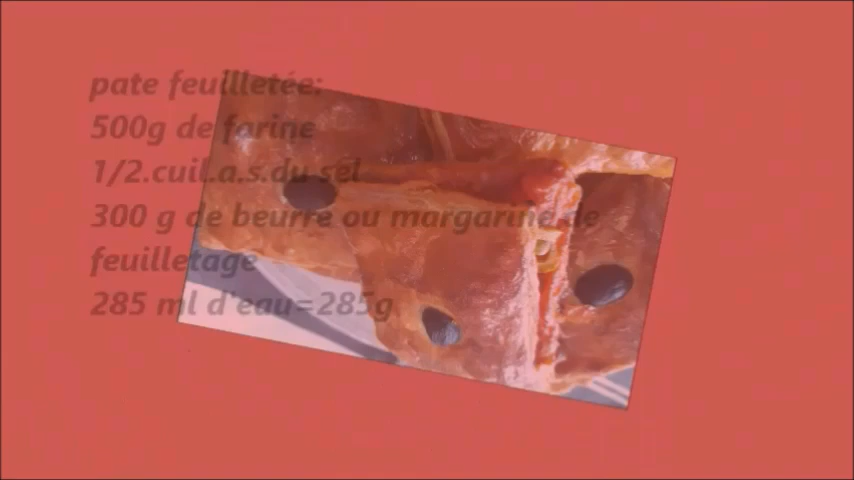 pate feuilletée:
500g de farine
1/2.cuil.a.s.du sel
300 g de beurre ou margarine de
feuilletage
285 ml d'eau=285g